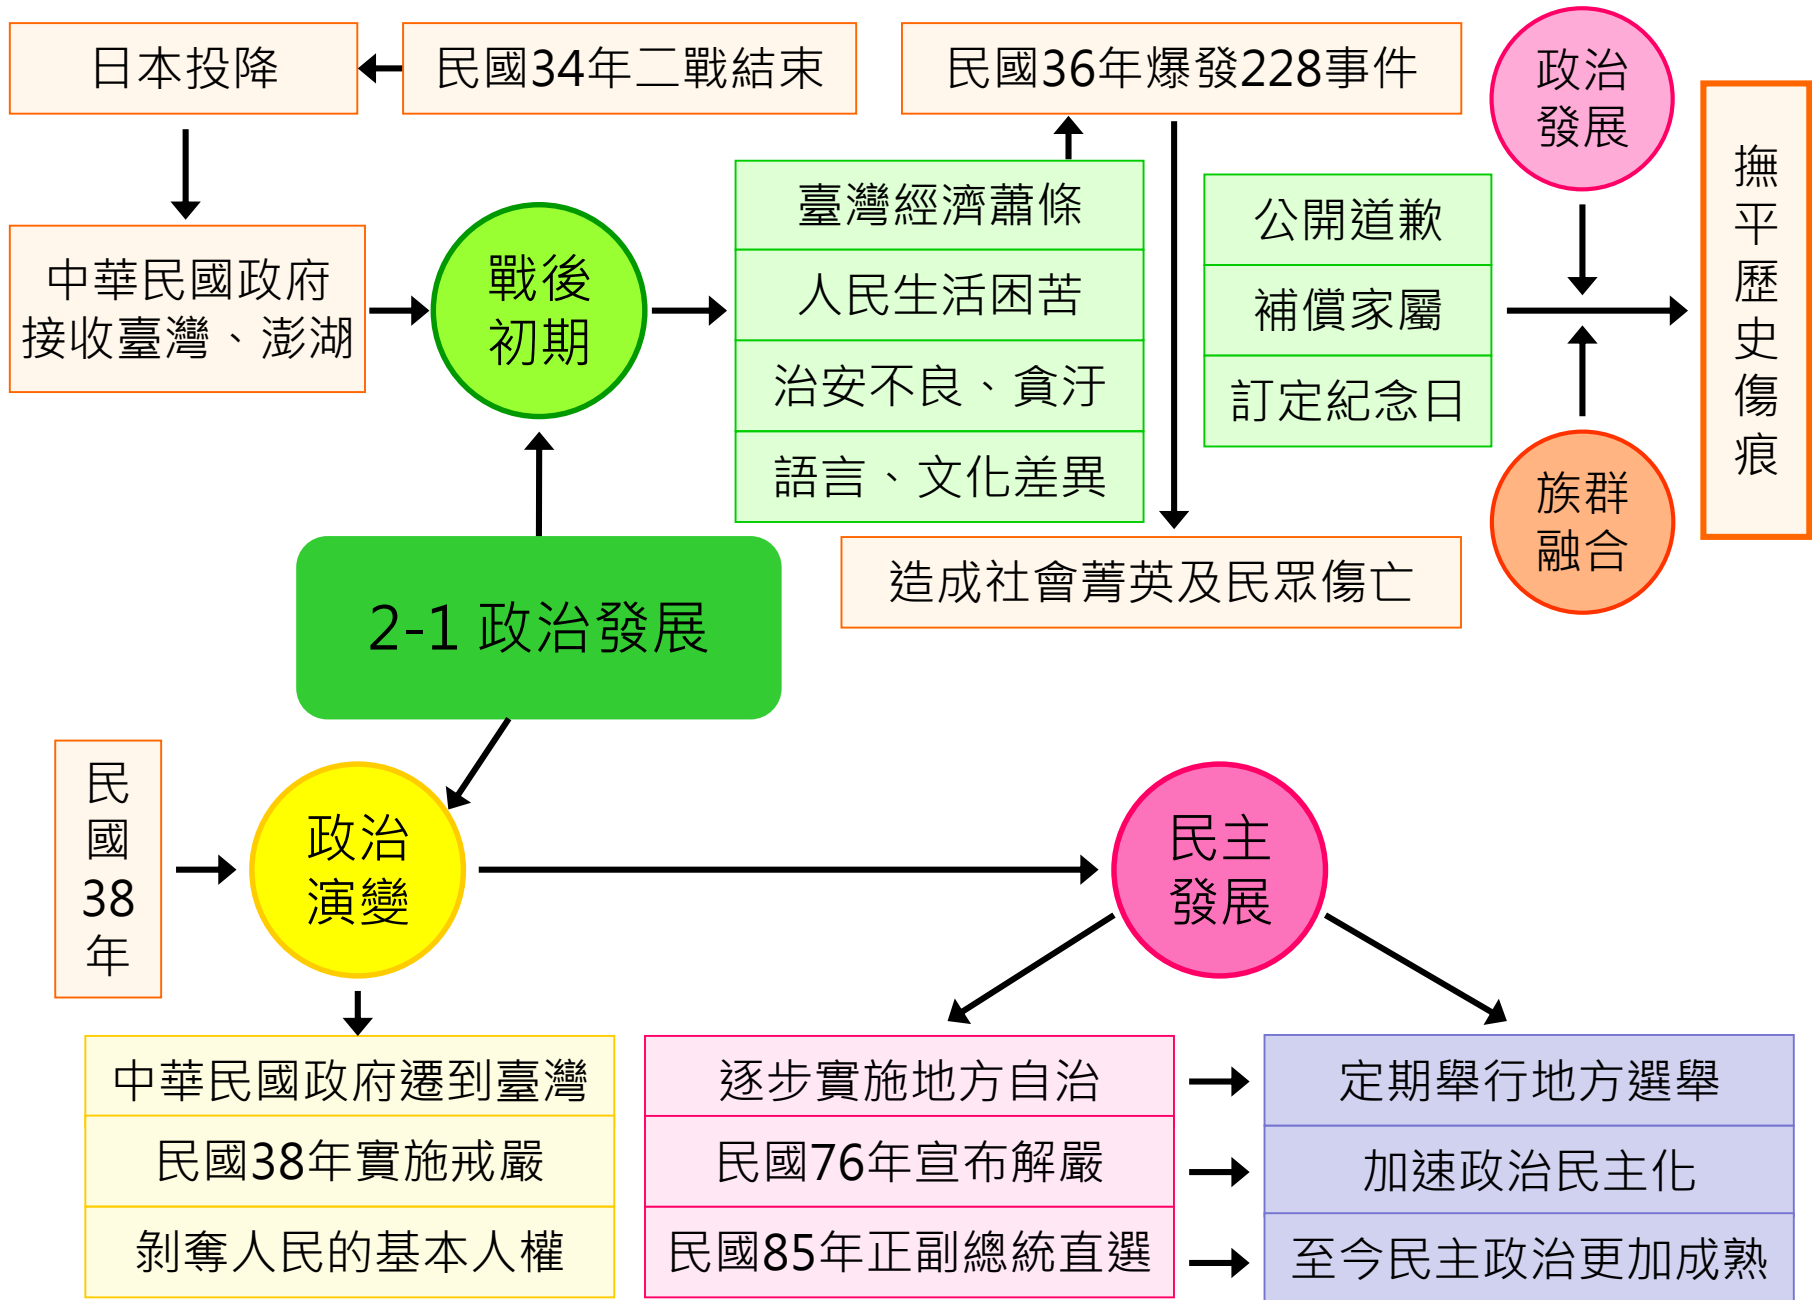 日本投降
民國34年二戰結束
民國36年爆發228事件
政治
發展
撫
平
歷
史
傷
痕
中華民國政府
接收臺灣、澎湖
戰後
初期
臺灣經濟蕭條
人民生活困苦
治安不良、貪汙
語言、文化差異
公開道歉
補償家屬
訂定紀念日
族群
融合
造成社會菁英及民眾傷亡
2-1 政治發展
民
國
38
年
政治
演變
民主
發展
中華民國政府遷到臺灣
民國38年實施戒嚴
剝奪人民的基本人權
逐步實施地方自治
民國76年宣布解嚴
民國85年正副總統直選
定期舉行地方選舉
加速政治民主化
至今民主政治更加成熟